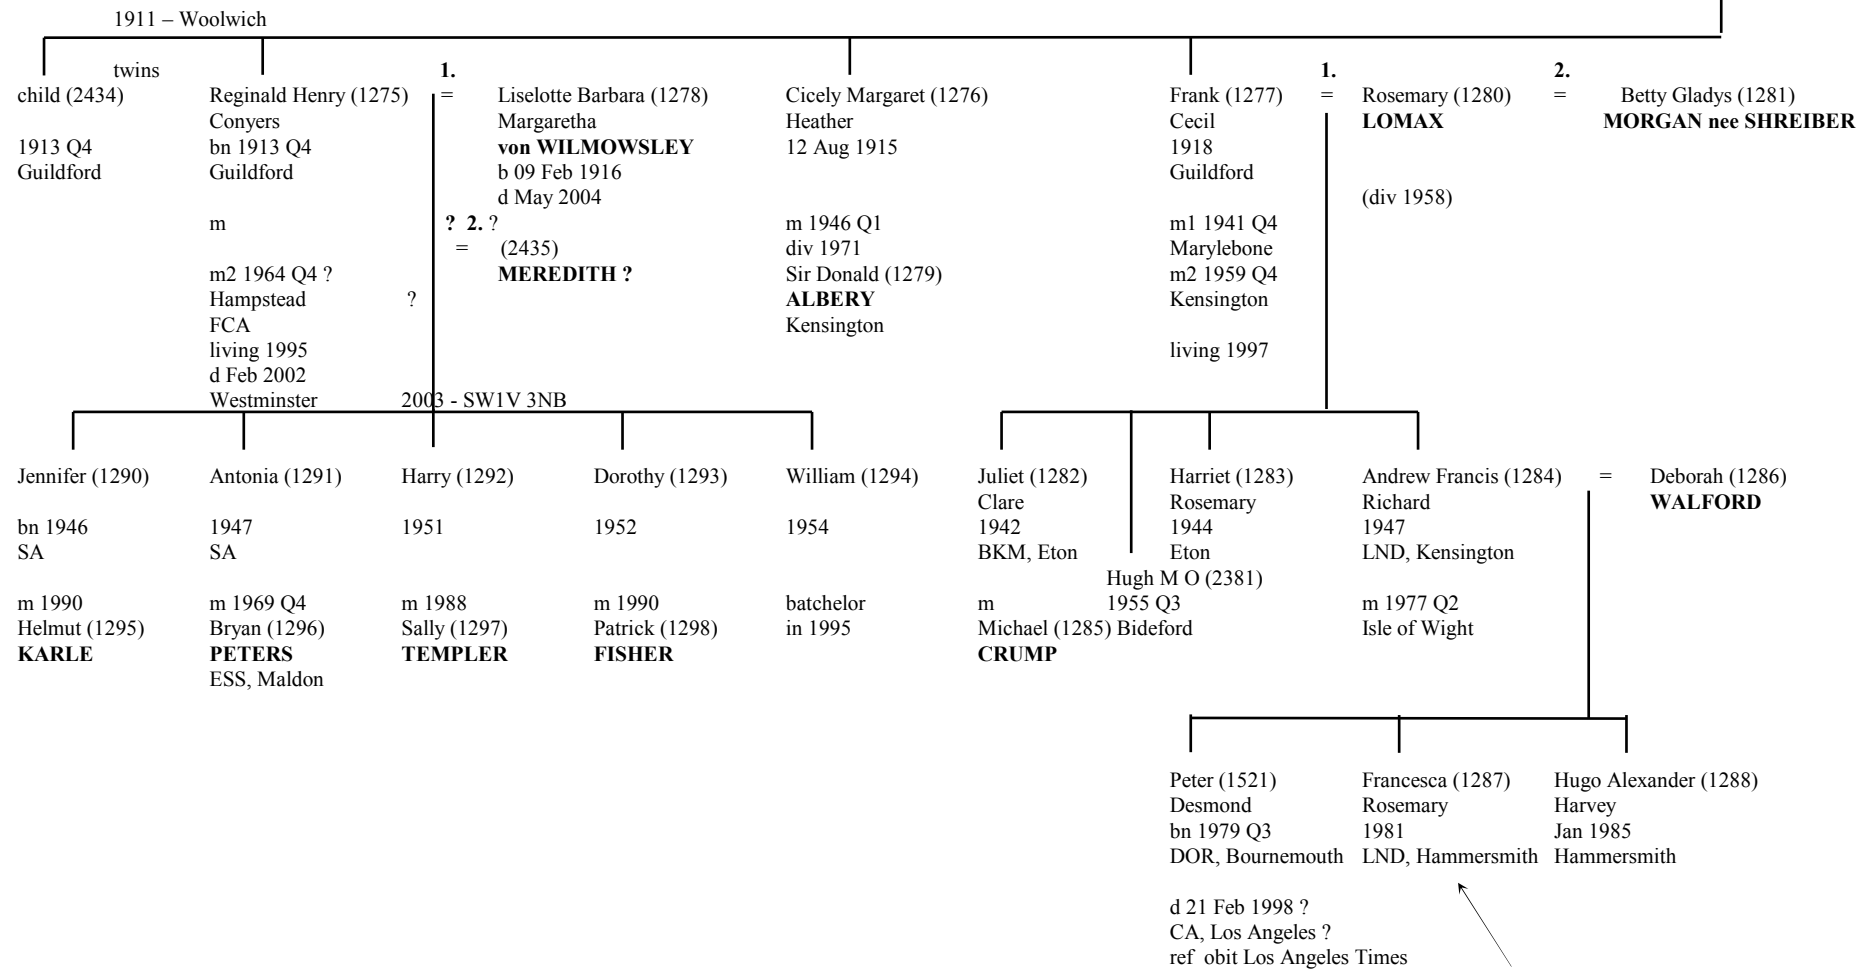 1911 – Woolwich
twins 1. 1. 2.
child (2434) Reginald Henry (1275) = Liselotte Barbara (1278) Cicely Margaret (1276) Frank (1277) = Rosemary (1280) = Betty Gladys (1281)
Conyers Margaretha Heather Cecil LOMAX MORGAN nee SHREIBER
1913 Q4 bn 1913 Q4 von WILMOWSLEY 12 Aug 1915 1918
Guildford Guildford b 09 Feb 1916 Guildford
d May 2004 (div 1958)
m ? 2. ? m 1946 Q1 m1 1941 Q4
= (2435) div 1971 Marylebone
m2 1964 Q4 ? MEREDITH ? Sir Donald (1279) m2 1959 Q4
Hampstead ? ALBERY Kensington
FCA Kensington
living 1995 living 1997
d Feb 2002
Westminster 2003 - SW1V 3NB
Jennifer (1290) Antonia (1291) Harry (1292) Dorothy (1293) William (1294) Juliet (1282) Harriet (1283) Andrew Francis (1284) = Deborah (1286)
Clare Rosemary Richard WALFORD
bn 1946 1947 1951 1952 1954 1942 1944 1947
SA SA BKM, Eton Eton LND, Kensington
Hugh M O (2381)
m 1990 m 1969 Q4 m 1988 m 1990 batchelor m 1955 Q3 m 1977 Q2
Helmut (1295) Bryan (1296) Sally (1297) Patrick (1298) in 1995 Michael (1285) Bideford Isle of Wight
KARLE PETERS TEMPLER FISHER CRUMP
ESS, Maldon
Peter (1521) Francesca (1287) Hugo Alexander (1288)
Desmond Rosemary Harvey
bn 1979 Q3 1981 Jan 1985
DOR, Bournemouth LND, Hammersmith Hammersmith
d 21 Feb 1998 ?
CA, Los Angeles ?
ref obit Los Angeles Times